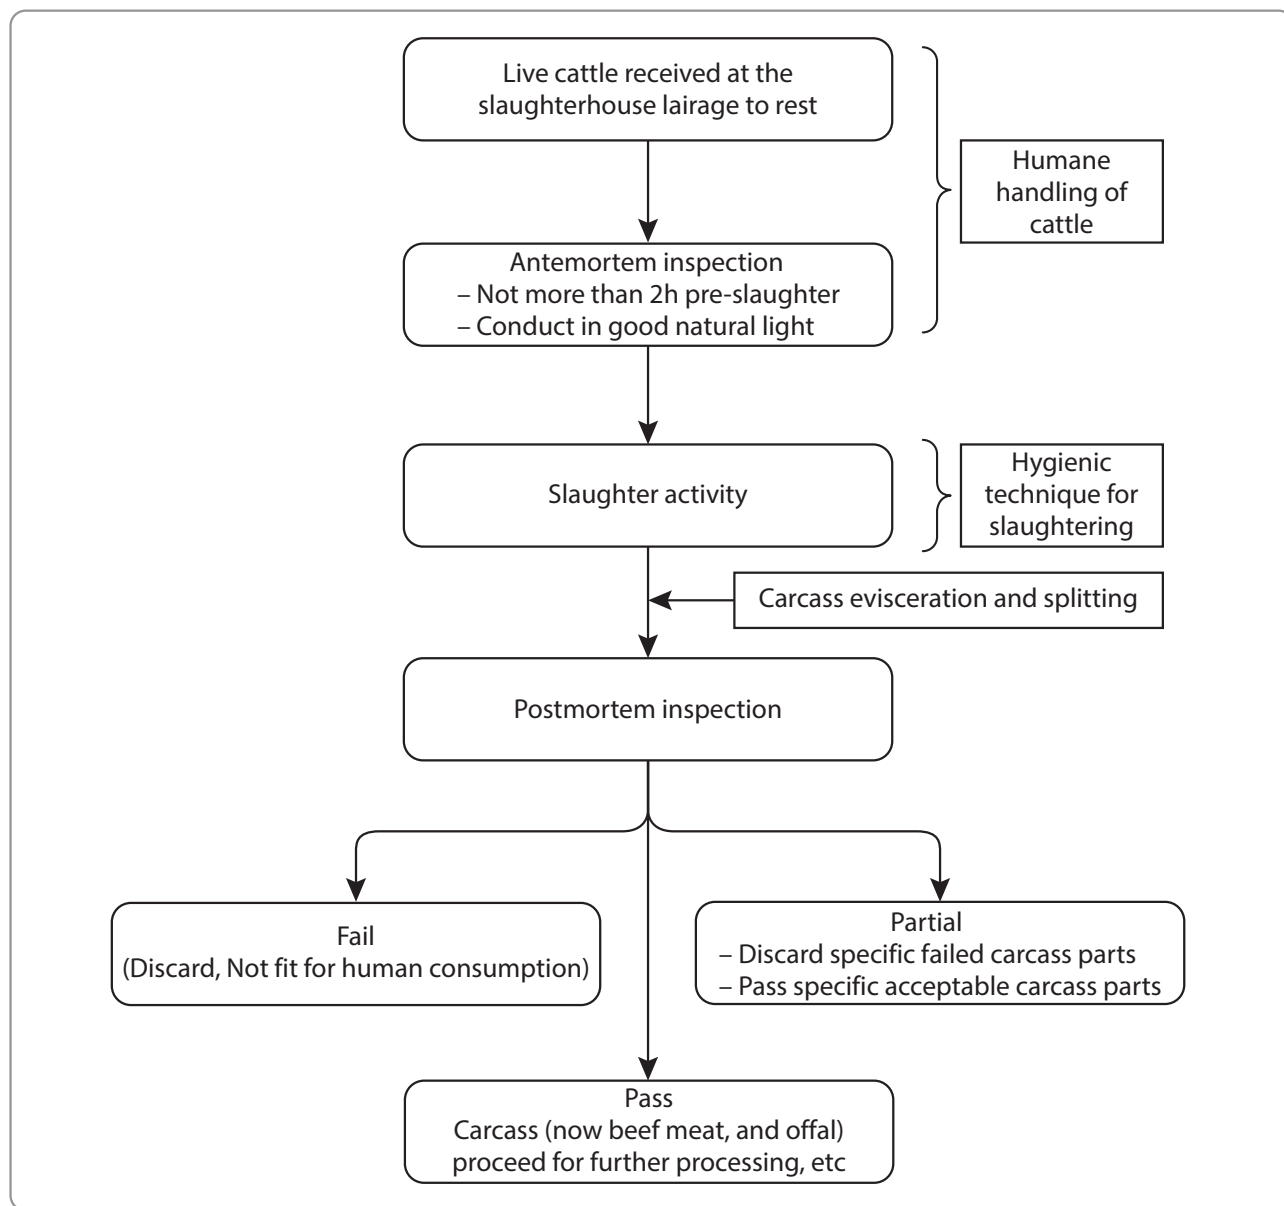 Live cattle received at the
slaughterhouse lairage to rest
Humane
handling of
cattle
Antemortem inspection
– Not more than 2h pre-slaughter
– Conduct in good natural light
Slaughter activity
Hygienic
technique for
slaughtering
Carcass evisceration and splitting
Postmortem inspection
Fail
(Discard, Not fit for human consumption)
Partial
– Discard specific failed carcass parts
– Pass specific acceptable carcass parts
Pass
Carcass (now beef meat, and offal)
proceed for further processing, etc